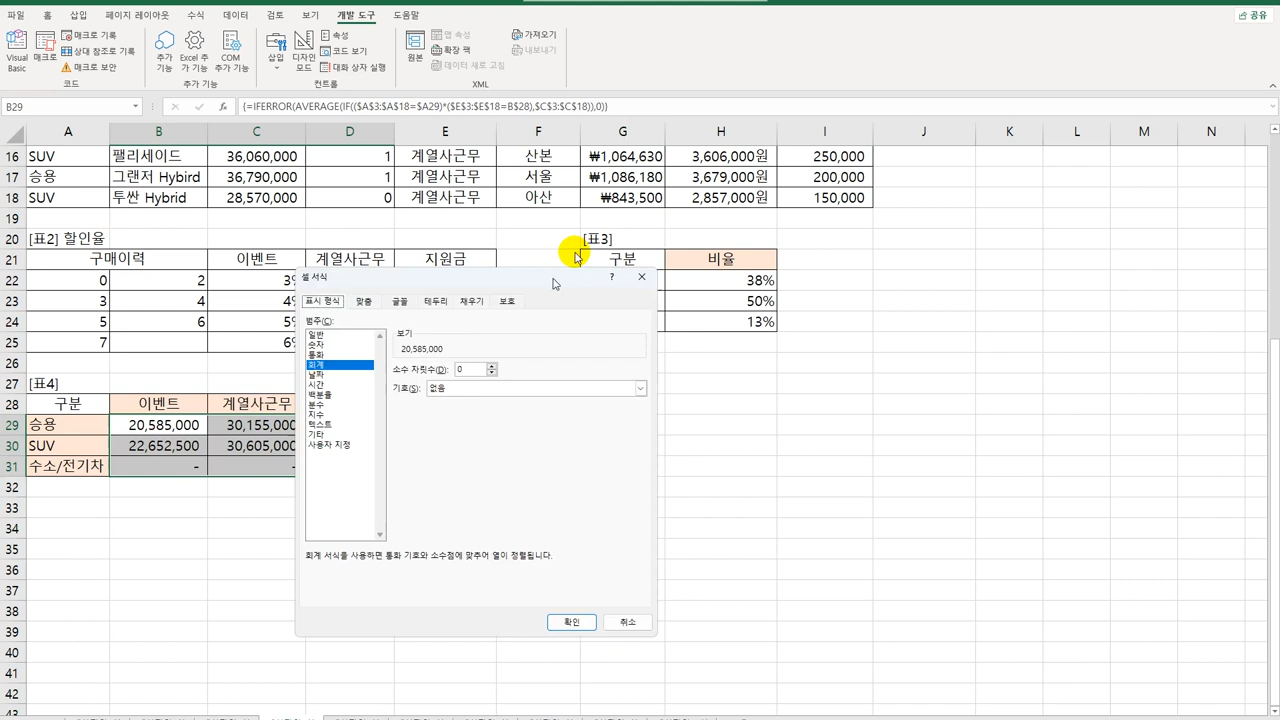 파일 홈 삽입 페이지 레이아웃 수식 데이터 검토 보기 개발 도구 도움말 공유
Visual Basic
매크로
매크로 기록
상대 참조로 기록
매크로 보안
코드
추가 기능
Excel 추가 기능
COM 추가 기능
추가 기능
삽입
디자인 모드
속성
코드 보기
대화 상자 실행
컨트롤
원본
맵 속성
확장 팩
데이터 새로 고침
가져오기
내보내기
XML
B29 fx {=IFERROR(AVERAGE(IF(($A$3:$A$18=$A29)*($E$3:$E$18=B$28),$C$3:$C$18)),0)}
A B C D E F G H I J K L M N
16 SUV 팰리세이드 36,060,000 1 계열사근무 산본 ₩1,064,630 3,606,000원 250,000
17 승용 그랜저 Hybird 36,790,000 1 계열사근무 서울 ₩1,086,180 3,679,000원 200,000
18 SUV 투싼 Hybrid 28,570,000 0 계열사근무 아산 ₩843,500 2,857,000원 150,000
19
20 [표2] 할인율 [표3]
21 구매이력 이벤트 계열사근무 지원금 구분 비율
22 0 2 3% 38%
23 3 4 4% 50%
24 5 6 5% 13%
25 7 6%
26
27 [표4]
28 구분 이벤트 계열사근무
29 승용 20,585,000 30,155,000
30 SUV 22,652,500 30,605,000
31 수소/전기차 - -
32
33
34
35
36
37
38
39
40
41
42
43
셀 서식 ? ×
표시 형식 맞춤 글꼴 테두리 채우기 보호
범주(C):
일반
숫자
통화
회계
날짜
시간
백분율
분수
지수
텍스트
기타
사용자 지정
보기
20,585,000
소수 자릿수(D): 0
기호(S): 없음
회계 서식을 사용하면 통화 기호와 소수점에 맞추어 열이 정렬됩니다.
확인 취소